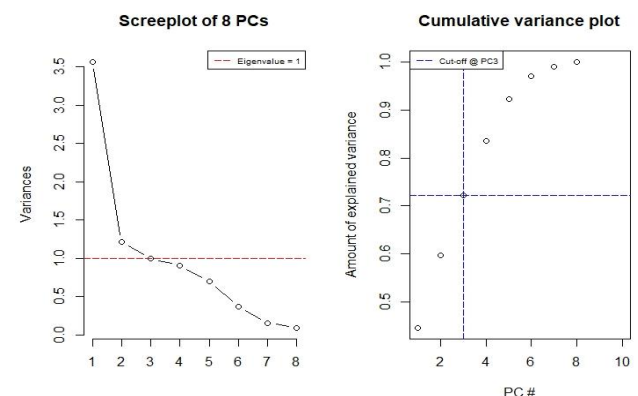 Screeplot of 8 PCs
Eigenvalue = 1
Variances
3.5
3.0
2.5
2.0
1.5
1.0
0.5
0.0
1 2 3 4 5 6 7 8
Cumulative variance plot
Cut-off @ PC3
Amount of explained variance
1.0
0.9
0.8
0.7
0.6
0.5
2 4 6 8 10
PC #